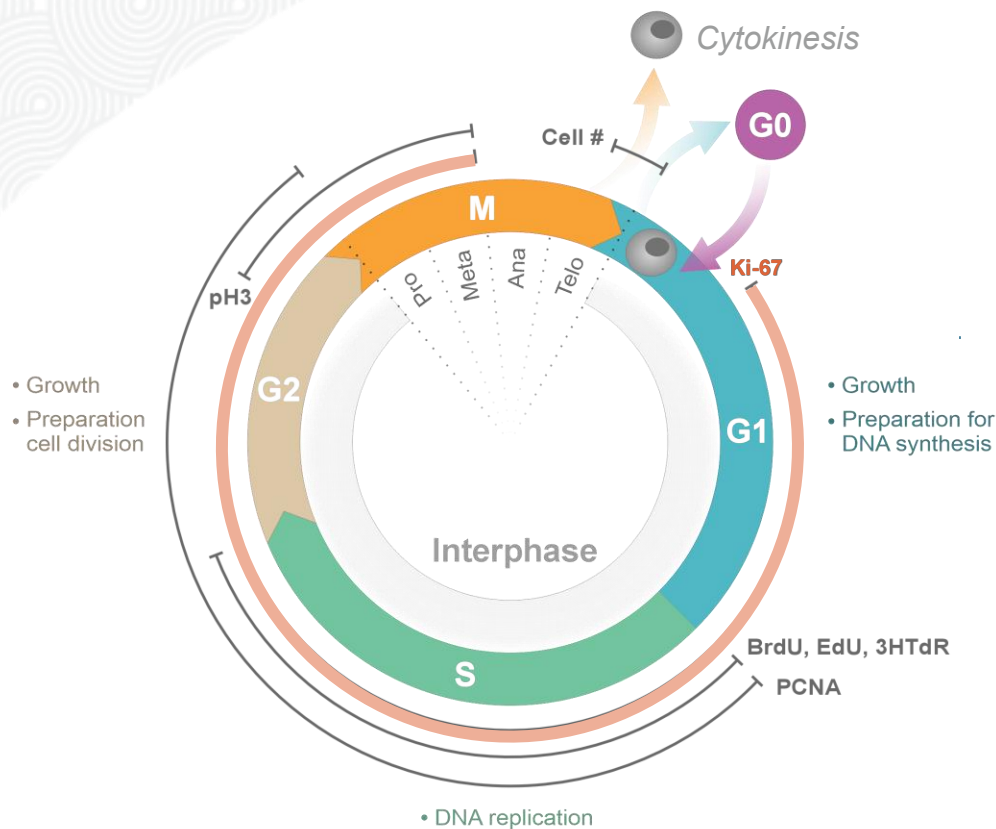 Cytokinesis
G0
Cell #
M
Ki-67
Pro
Meta
Ana
Telo
pH3
G2
• Growth
• Preparation
cell division
G1
• Growth
• Preparation for
DNA synthesis
Interphase
S
BrdU, EdU, 3HTdR
PCNA
• DNA replication